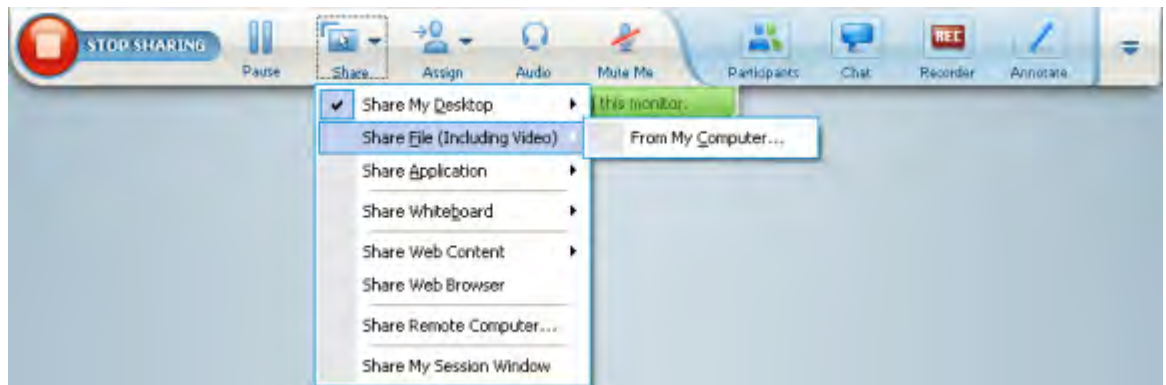 STOP SHARING
Pause
Share
Assign
Audio
Mute Me
Participants
Chat
REC
Recorder
Annotate
Share My Desktop
this monitor.
Share File (Including Video)
From My Computer...
Share Application
Share Whiteboard
Share Web Content
Share Web Browser
Share Remote Computer...
Share My Session Window